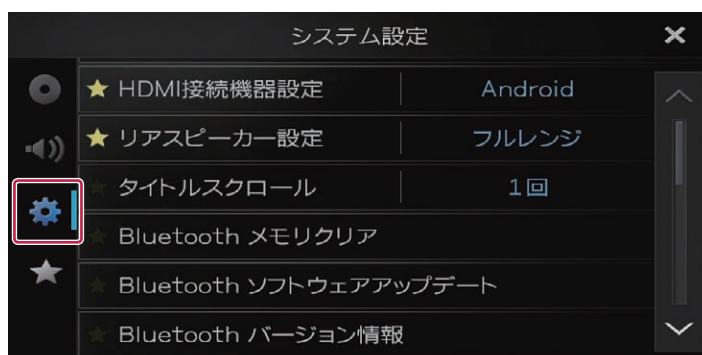 システム設定
HDMI接続機器設定 Android
リアスピーカー設定 フルレンジ
タイトルスクロール 1回
Bluetooth メモリクリア
Bluetooth ソフトウェアアップデート
Bluetooth バージョン情報